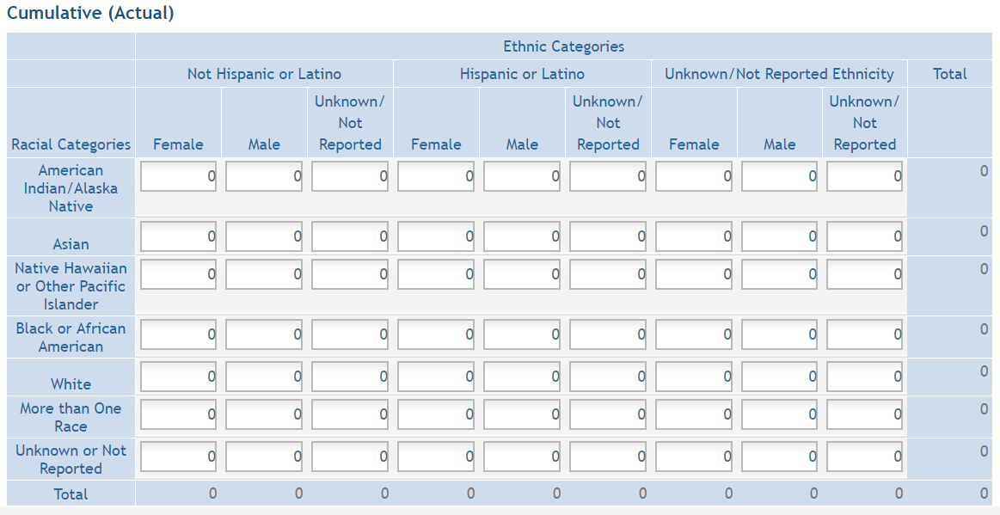 Cumulative (Actual)
Ethnic Categories
Not Hispanic or Latino Hispanic or Latino Unknown/Not Reported Ethnicity Total
Racial Categories Female Male Unknown/ Not Reported Female Male Unknown/ Not Reported Female Male Unknown/ Not Reported
American Indian/Alaska Native 0 0 0 0 0 0 0 0 0 0
Asian 0 0 0 0 0 0 0 0 0 0
Native Hawaiian or Other Pacific Islander 0 0 0 0 0 0 0 0 0 0
Black or African American 0 0 0 0 0 0 0 0 0 0
White 0 0 0 0 0 0 0 0 0 0
More than One Race 0 0 0 0 0 0 0 0 0 0
Unknown or Not Reported 0 0 0 0 0 0 0 0 0 0
Total 0 0 0 0 0 0 0 0 0 0